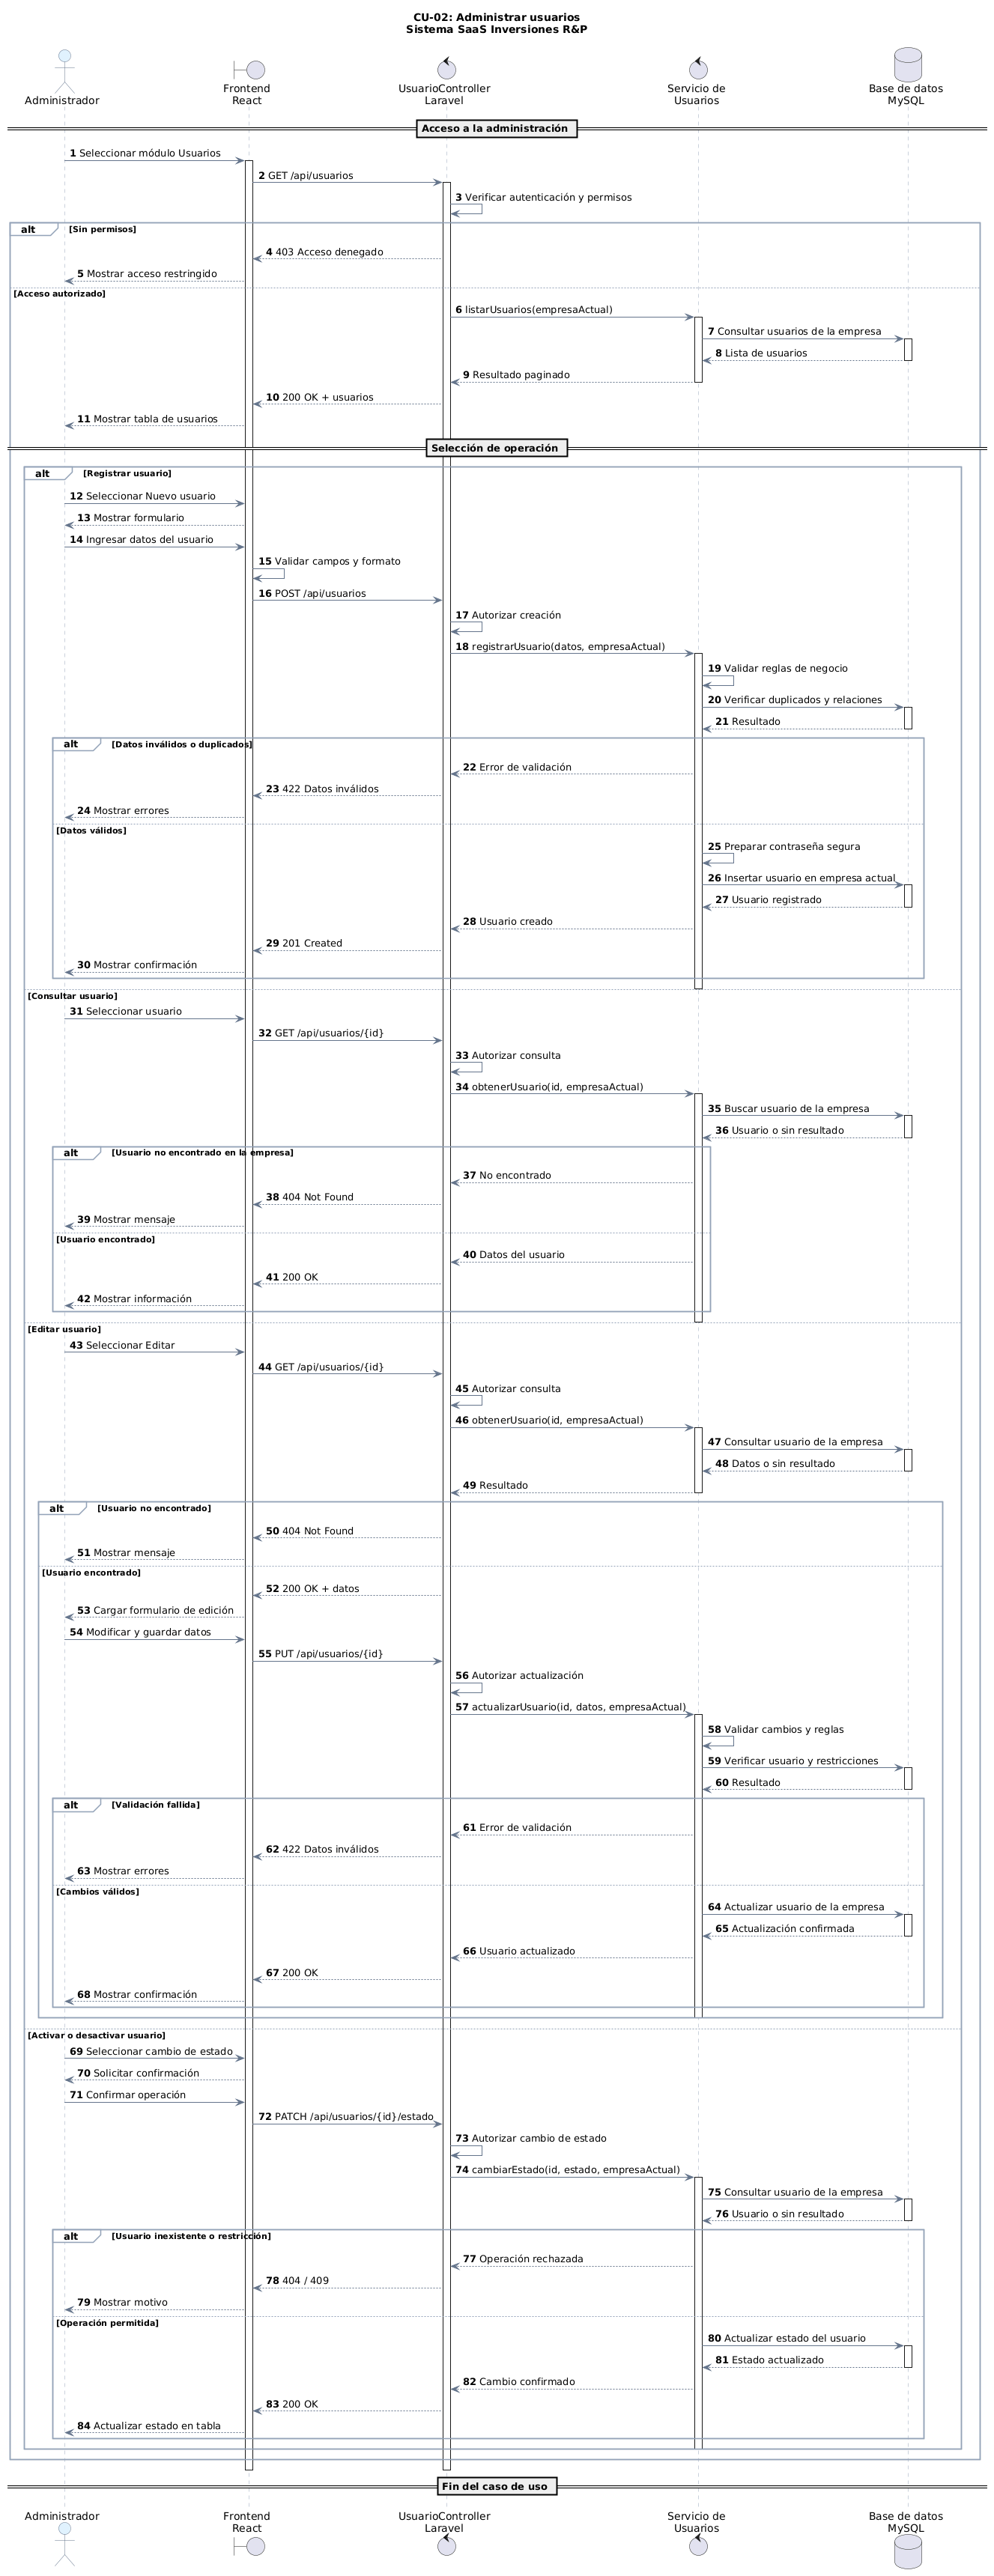 CU-02: Administrar usuarios
Sistema SaaS Inversiones R&P
Administrador
Frontend
React
UsuarioController
Laravel
Servicio de
Usuarios
Base de datos
MySQL
Acceso a la administración
1 Seleccionar módulo Usuarios
2 GET /api/usuarios
3 Verificar autenticación y permisos
alt [Sin permisos]
4 403 Acceso denegado
5 Mostrar acceso restringido
[Acceso autorizado]
6 listarUsuarios(empresaActual)
7 Consultar usuarios de la empresa
8 Lista de usuarios
9 Resultado paginado
10 200 OK + usuarios
11 Mostrar tabla de usuarios
Selección de operación
alt [Registrar usuario]
12 Seleccionar Nuevo usuario
13 Mostrar formulario
14 Ingresar datos del usuario
15 Validar campos y formato
16 POST /api/usuarios
17 Autorizar creación
18 registrarUsuario(datos, empresaActual)
19 Validar reglas de negocio
20 Verificar duplicados y relaciones
21 Resultado
alt [Datos inválidos o duplicados]
22 Error de validación
23 422 Datos inválidos
24 Mostrar errores
[Datos válidos]
25 Preparar contraseña segura
26 Insertar usuario en empresa actual
27 Usuario registrado
28 Usuario creado
29 201 Created
30 Mostrar confirmación
[Consultar usuario]
31 Seleccionar usuario
32 GET /api/usuarios/{id}
33 Autorizar consulta
34 obtenerUsuario(id, empresaActual)
35 Buscar usuario de la empresa
36 Usuario o sin resultado
alt [Usuario no encontrado en la empresa]
37 No encontrado
38 404 Not Found
39 Mostrar mensaje
[Usuario encontrado]
40 Datos del usuario
41 200 OK
42 Mostrar información
[Editar usuario]
43 Seleccionar Editar
44 GET /api/usuarios/{id}
45 Autorizar consulta
46 obtenerUsuario(id, empresaActual)
47 Consultar usuario de la empresa
48 Datos o sin resultado
49 Resultado
alt [Usuario no encontrado]
50 404 Not Found
51 Mostrar mensaje
[Usuario encontrado]
52 200 OK + datos
53 Cargar formulario de edición
54 Modificar y guardar datos
55 PUT /api/usuarios/{id}
56 Autorizar actualización
57 actualizarUsuario(id, datos, empresaActual)
58 Validar cambios y reglas
59 Verificar usuario y restricciones
60 Resultado
alt [Validación fallida]
61 Error de validación
62 422 Datos inválidos
63 Mostrar errores
[Cambios válidos]
64 Actualizar usuario de la empresa
65 Actualización confirmada
66 Usuario actualizado
67 200 OK
68 Mostrar confirmación
[Activar o desactivar usuario]
69 Seleccionar cambio de estado
70 Solicitar confirmación
71 Confirmar operación
72 PATCH /api/usuarios/{id}/estado
73 Autorizar cambio de estado
74 cambiarEstado(id, estado, empresaActual)
75 Consultar usuario de la empresa
76 Usuario o sin resultado
alt [Usuario inexistente o restricción]
77 Operación rechazada
78 404 / 409
79 Mostrar motivo
[Operación permitida]
80 Actualizar estado del usuario
81 Estado actualizado
82 Cambio confirmado
83 200 OK
84 Actualizar estado en tabla
Fin del caso de uso
Administrador
Frontend
React
UsuarioController
Laravel
Servicio de
Usuarios
Base de datos
MySQL